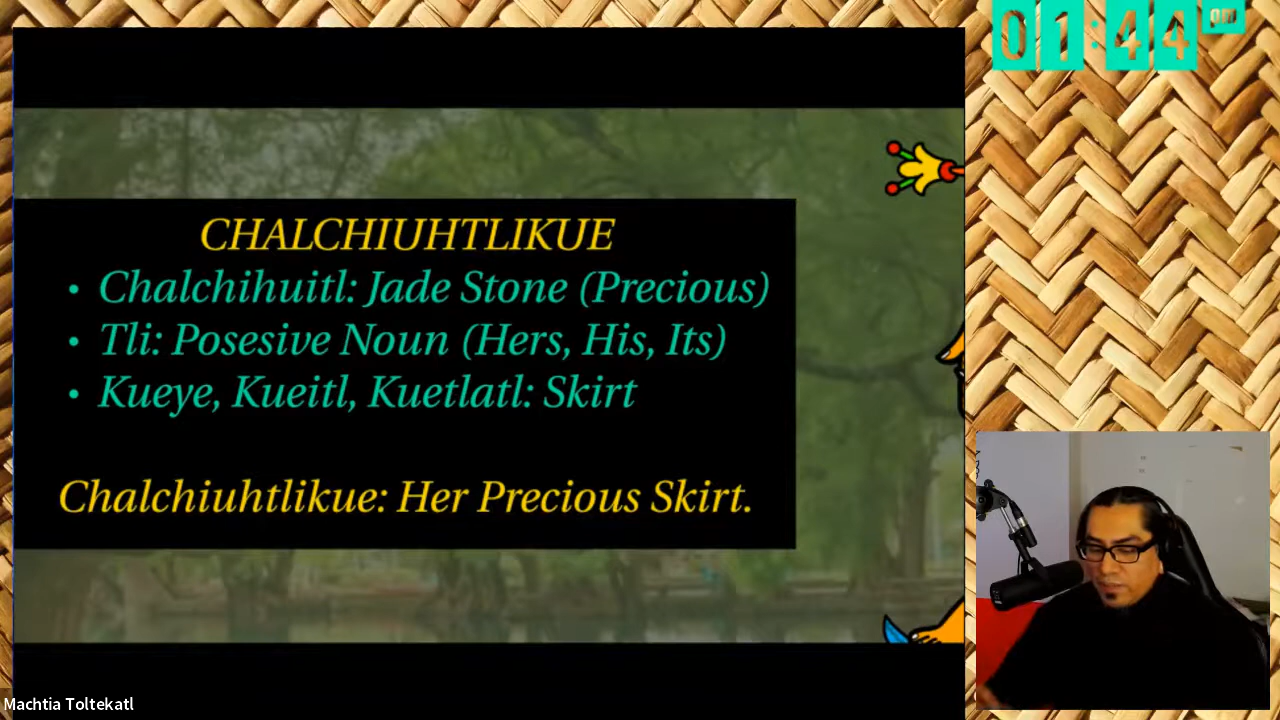 01:44 am
CHALCHIUHTLIKUE
• Chalchihuitl: Jade Stone (Precious)
• Tli: Posesive Noun (Hers, His, Its)
• Kueye, Kueitl, Kuetlatl: Skirt
Chalchiuhtlikue: Her Precious Skirt.
Machtia Toltekatl